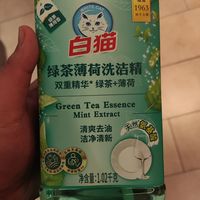 WHITE CAT
白猫
1963
绿茶薄荷洗洁精
双重精华* 绿茶+薄荷
Green Tea Essence
Mint Extract
清爽去油
洁净清新
净含量: 1.02千克